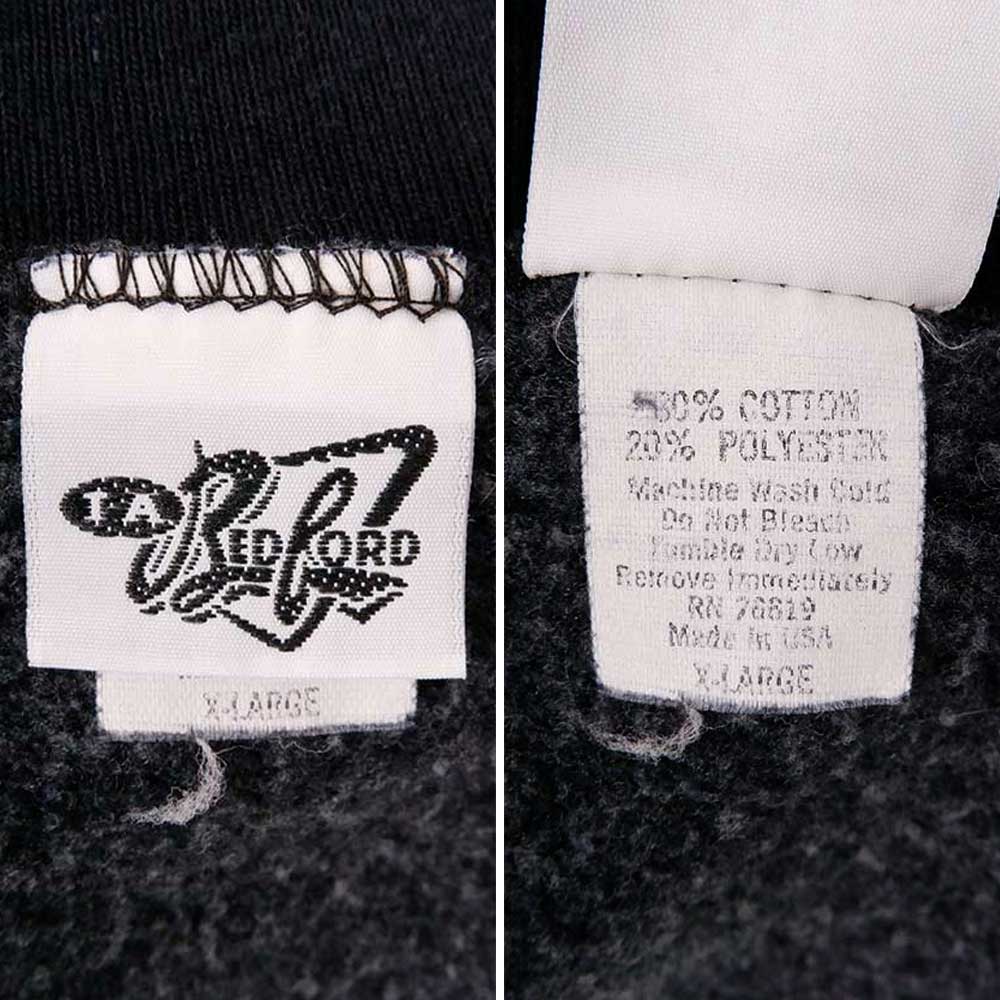 I.A
REDFORD
X-LARGE
80% COTTON
20% POLYESTER
Machine Wash Cold
Do Not Bleach
Tumble Dry Low
Remove Immediately
RN 76819
Made In USA
X-LARGE